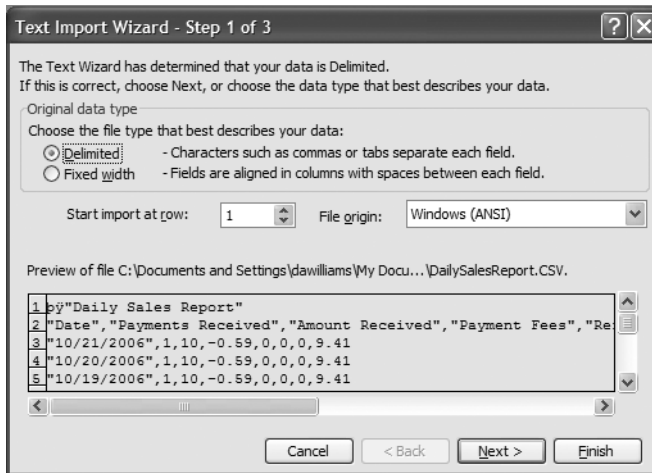 Text Import Wizard - Step 1 of 3
The Text Wizard has determined that your data is Delimited.
If this is correct, choose Next, or choose the data type that best describes your data.
Original data type
Choose the file type that best describes your data:
Delimited - Characters such as commas or tabs separate each field.
Fixed width - Fields are aligned in columns with spaces between each field.
Start import at row: 1 File origin: Windows (ANSI)
Preview of file C:\Documents and Settings\dawilliams\My Docu...\DailySalesReport.CSV.
1 þÿ"Daily Sales Report"
2 "Date","Payments Received","Amount Received","Payment Fees","Re
3 "10/21/2006",1,10,-0.59,0,0,0,9.41
4 "10/20/2006",1,10,-0.59,0,0,0,9.41
5 "10/19/2006",1,10,-0.59,0,0,0,9.41
Cancel < Back Next > Finish